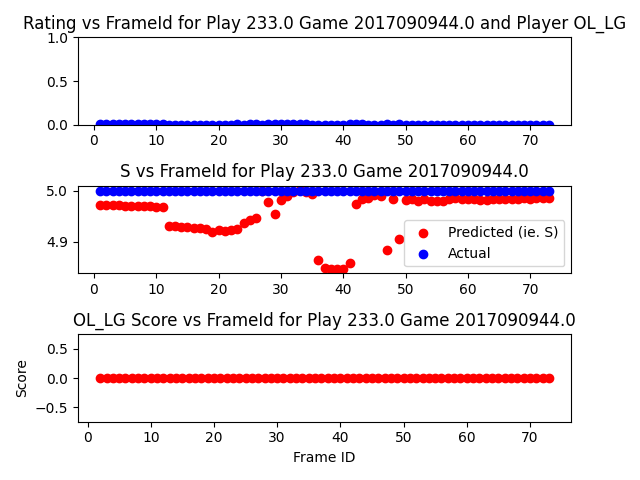 Rating vs FrameId for Play 233.0 Game 2017090944.0 and Player OL_LG
1.0
0.5
0.0
0 10 20 30 40 50 60 70
S vs FrameId for Play 233.0 Game 2017090944.0
5.0
4.9
Predicted (ie. S)
Actual
0 10 20 30 40 50 60 70
OL_LG Score vs FrameId for Play 233.0 Game 2017090944.0
Score
0.5
0.0
−0.5
0 10 20 30 40 50 60 70
Frame ID